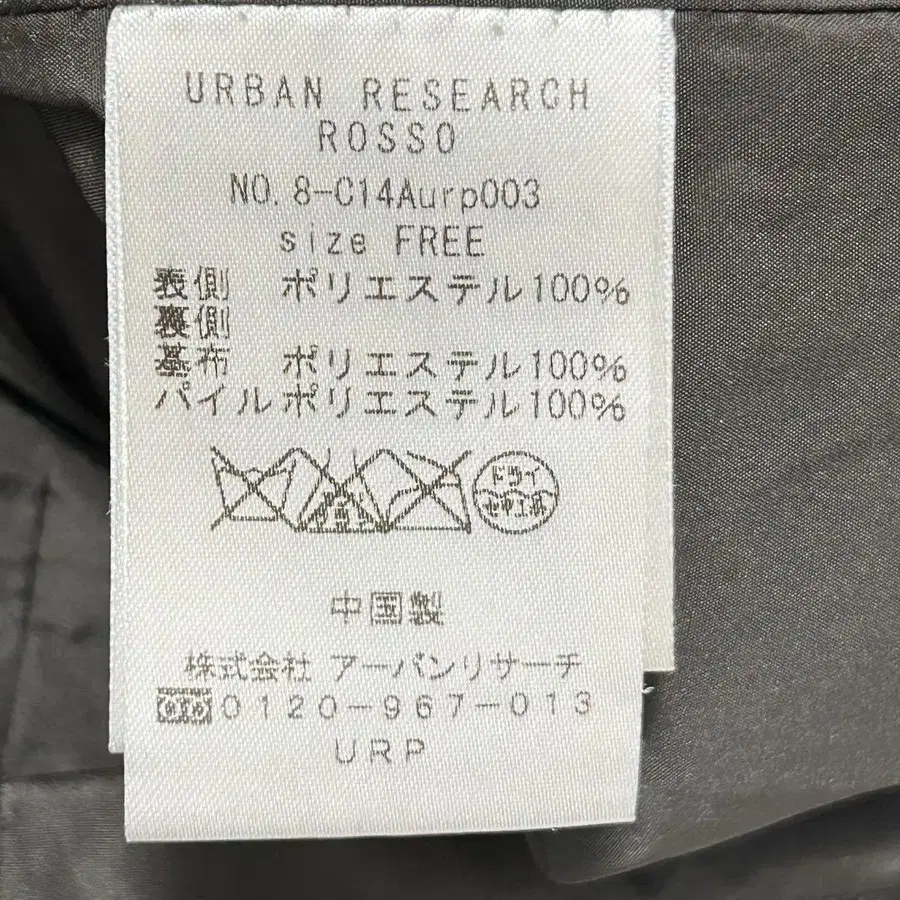 URBAN RESEARCH
ROSSO
NO. 8-C14Aurp003
size FREE
表側 ポリエステル100%
裏側
基布 ポリエステル100%
パイルポリエステル100%
ドライ
中国製
株式会社 アーバンリサーチ
0120-967-013
URP